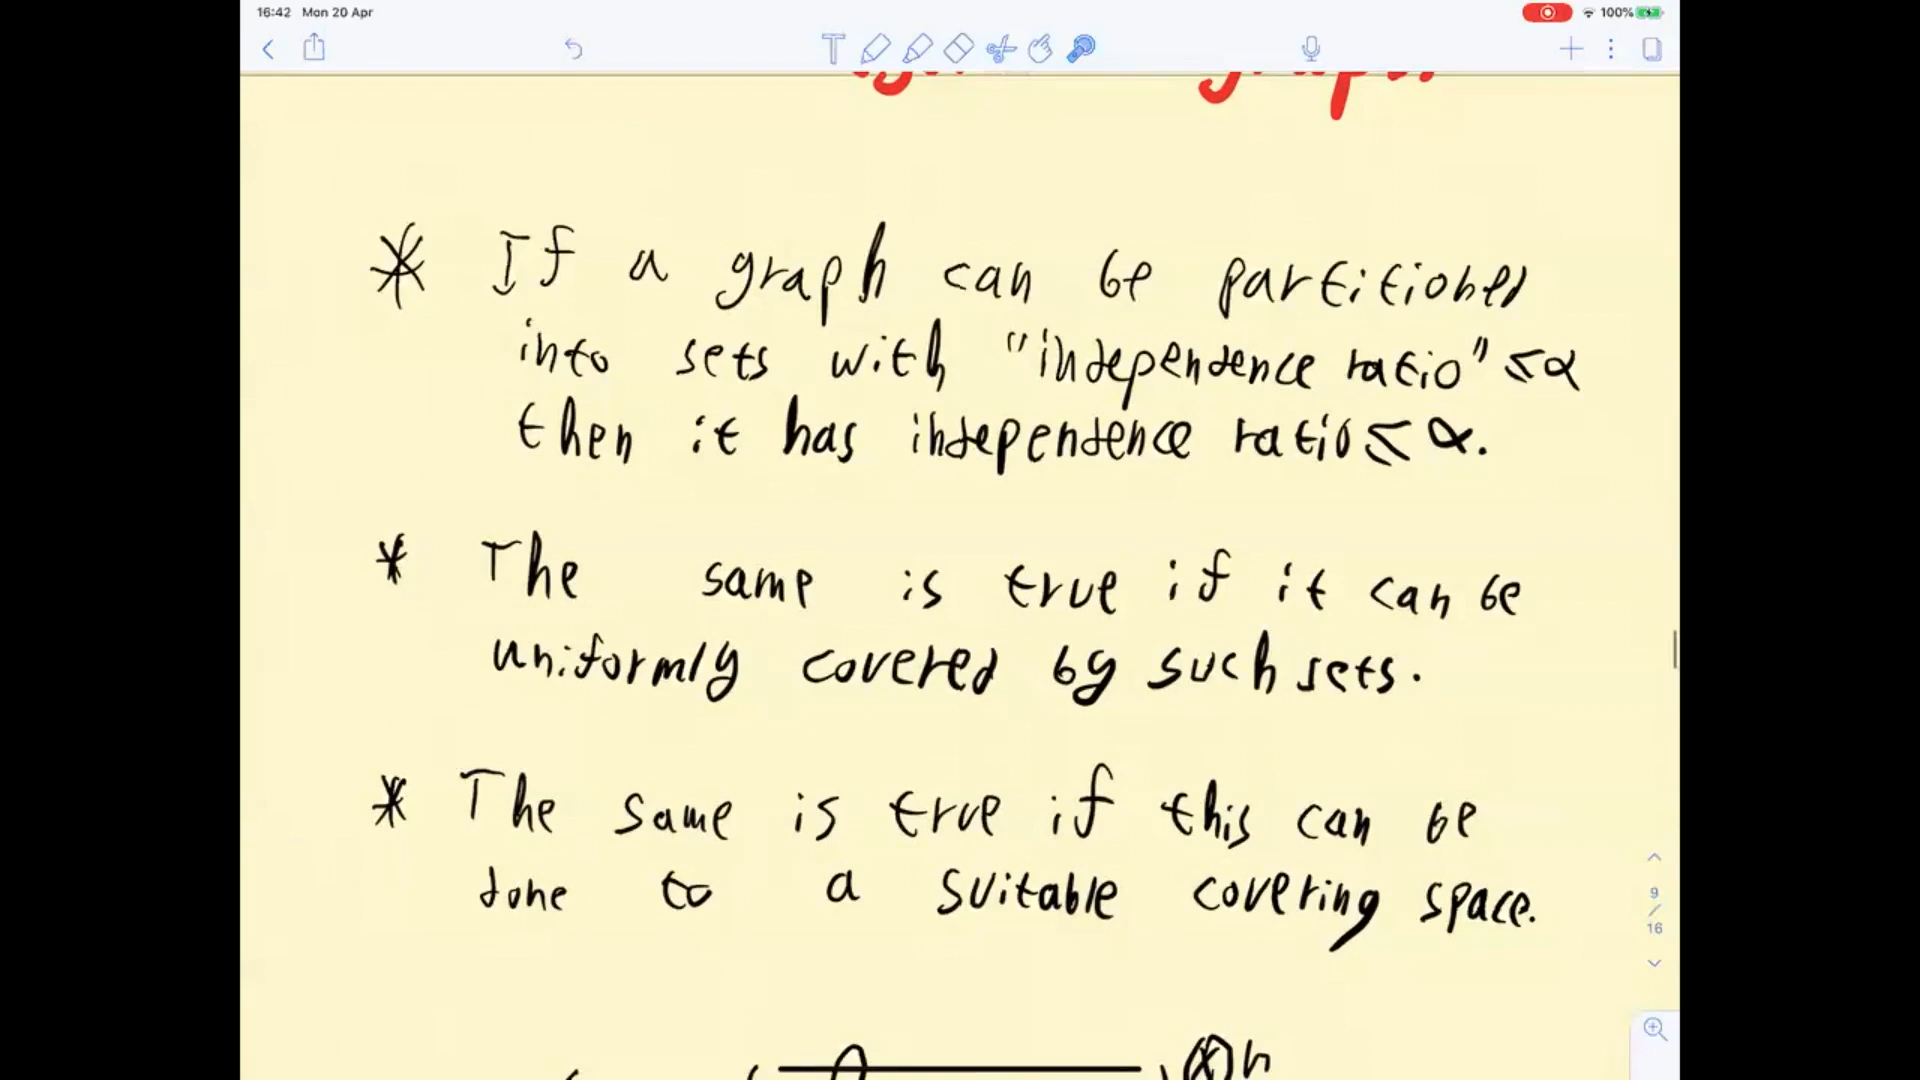 16:42 Mon 20 Apr
100%
* If a graph can be partitioned
into sets with "independence ratio" ≤ α
then it has independence ratio ≤ α.
* The same is true if it can be
uniformly covered by such sets.
* The same is true if this can be
done to a suitable covering space.
9
/
16